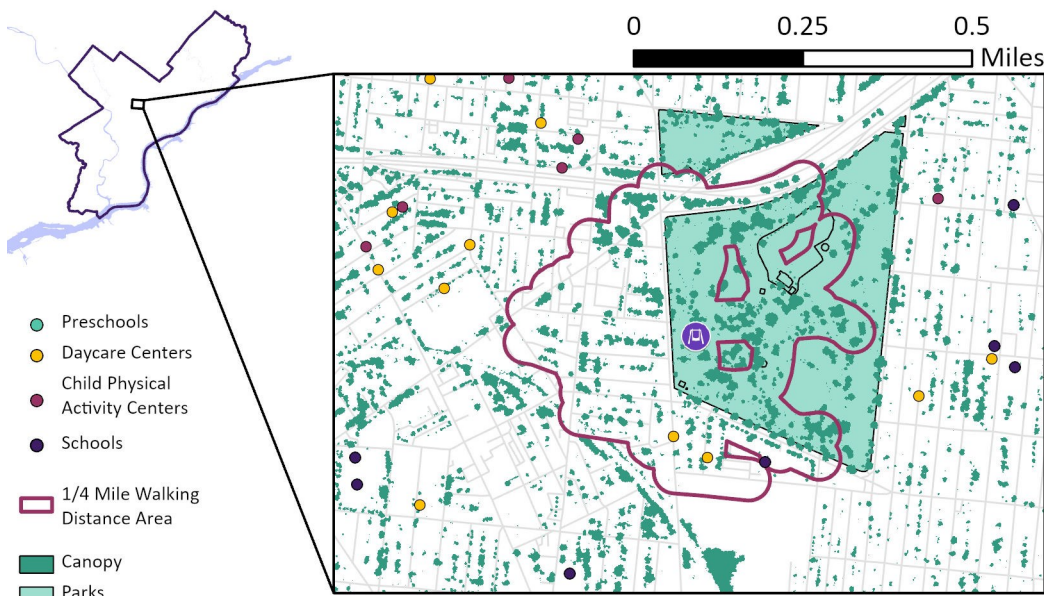 0 0.25 0.5
Miles
Preschools
Daycare Centers
Child Physical
Activity Centers
Schools
1/4 Mile Walking
Distance Area
Canopy
Parks